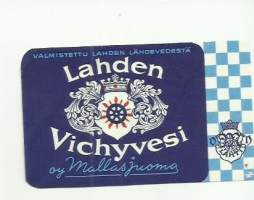 VALMISTETTU LAHDEN LÄHDEVEDESTÄ
Lahden
Vichyvesi
oy Mallasjuoma